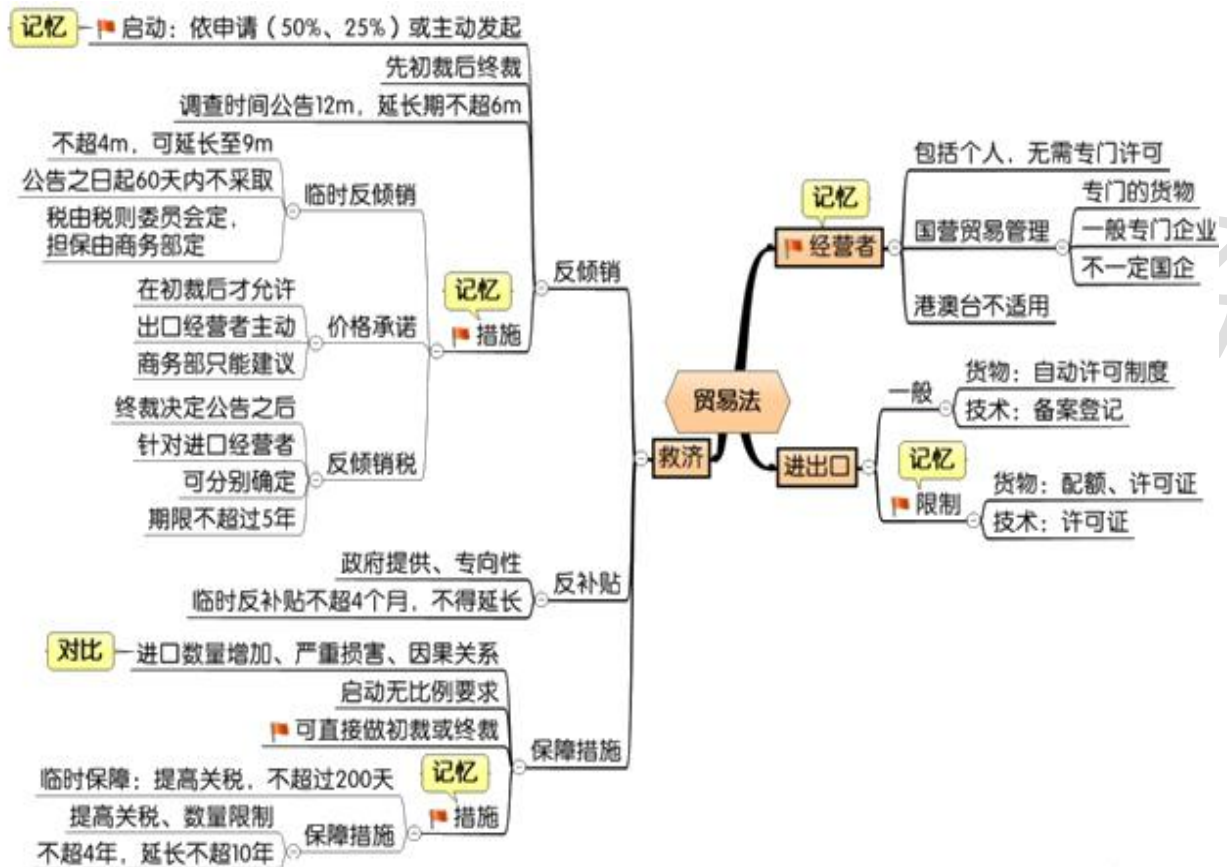 贸易法
记忆
经营者
包括个人，无需专门许可
国营贸易管理
专门的货物
一般专门企业
不一定国企
港澳台不适用
进出口
一般
货物：自动许可制度
技术：备案登记
记忆
限制
货物：配额、许可证
技术：许可证
救济
反倾销
记忆
启动：依申请（50%、25%）或主动发起
先初裁后终裁
调查时间公告12m，延长期不超6m
记忆
措施
临时反倾销
不超4m，可延长至9m
公告之日起60天内不采取
税由税则委员会定，
担保由商务部定
价格承诺
在初裁后才允许
出口经营者主动
商务部只能建议
反倾销税
终裁决定公告之后
针对进口经营者
可分别确定
期限不超过5年
反补贴
政府提供、专向性
临时反补贴不超4个月，不得延长
保障措施
对比
进口数量增加、严重损害、因果关系
启动无比例要求
可直接做初裁或终裁
记忆
措施
临时保障：提高关税，不超过200天
保障措施
提高关税、数量限制
不超4年，延长不超10年